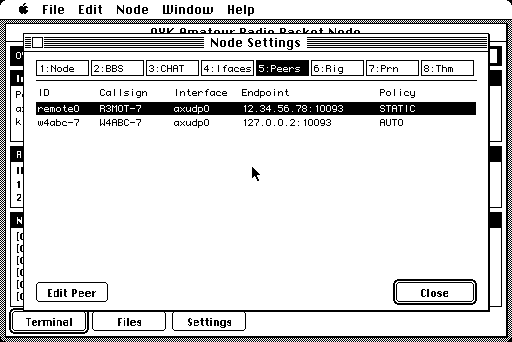 File Edit Node Window Help
Node Settings
1:Node 2:BBS 3:CHAT 4:Ifaces 5:Peers 6:Rig 7:Prn 8:Thm
ID Callsign Interface Endpoint Policy
remote0 R3MOT-7 axudp0 12.34.56.78:10093 STATIC
w4abc-7 W4ABC-7 axudp0 127.0.0.2:10093 AUTO
Edit Peer Close
Terminal Files Settings